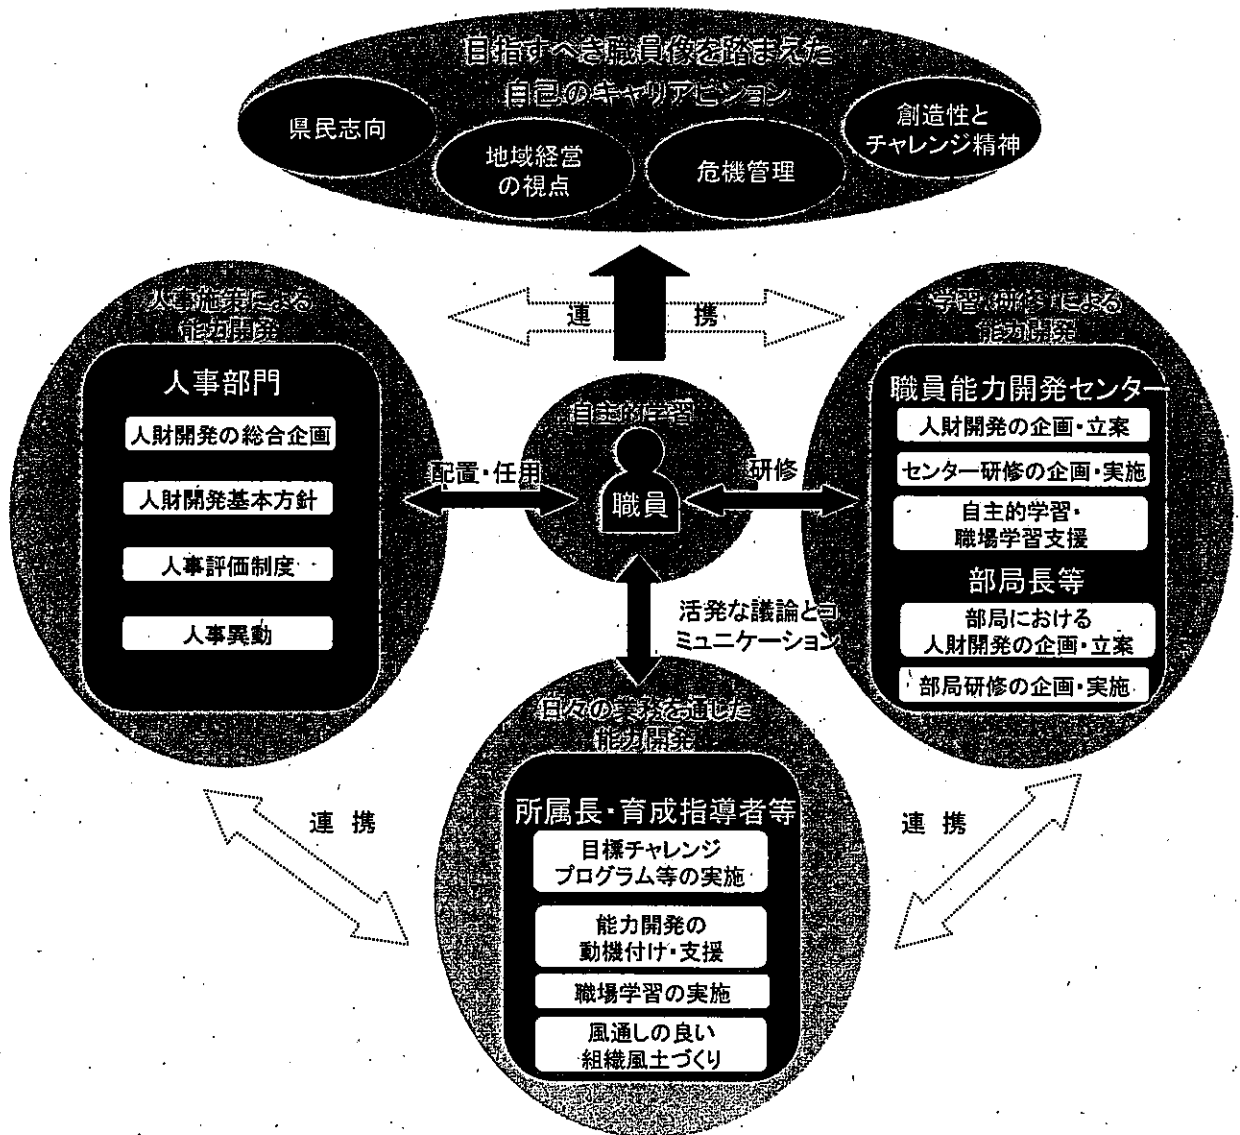 目指すべき職員像を踏まえた
自己のキャリアビジョン
県民志向
地域経営
の視点
危機管理
創造性と
チャレンジ精神
人事施策による
能力開発
連 携
学習(研修)による
能力開発
人事部門
人財開発の総合企画
人財開発基本方針
人事評価制度
人事異動
自主的学習
職員
配置・任用
研修
職員能力開発センター
人財開発の企画・立案
センター研修の企画・実施
自主的学習・
職場学習支援
部局長等
部局における
人財開発の企画・立案
部局研修の企画・実施
活発な議論とコ
ミュニケーション
日々の業務を通じた
能力開発
連 携
連 携
所属長・育成指導者等
目標チャレンジ
プログラム等の実施
能力開発の
動機付け・支援
職場学習の実施
風通しの良い
組織風土づくり